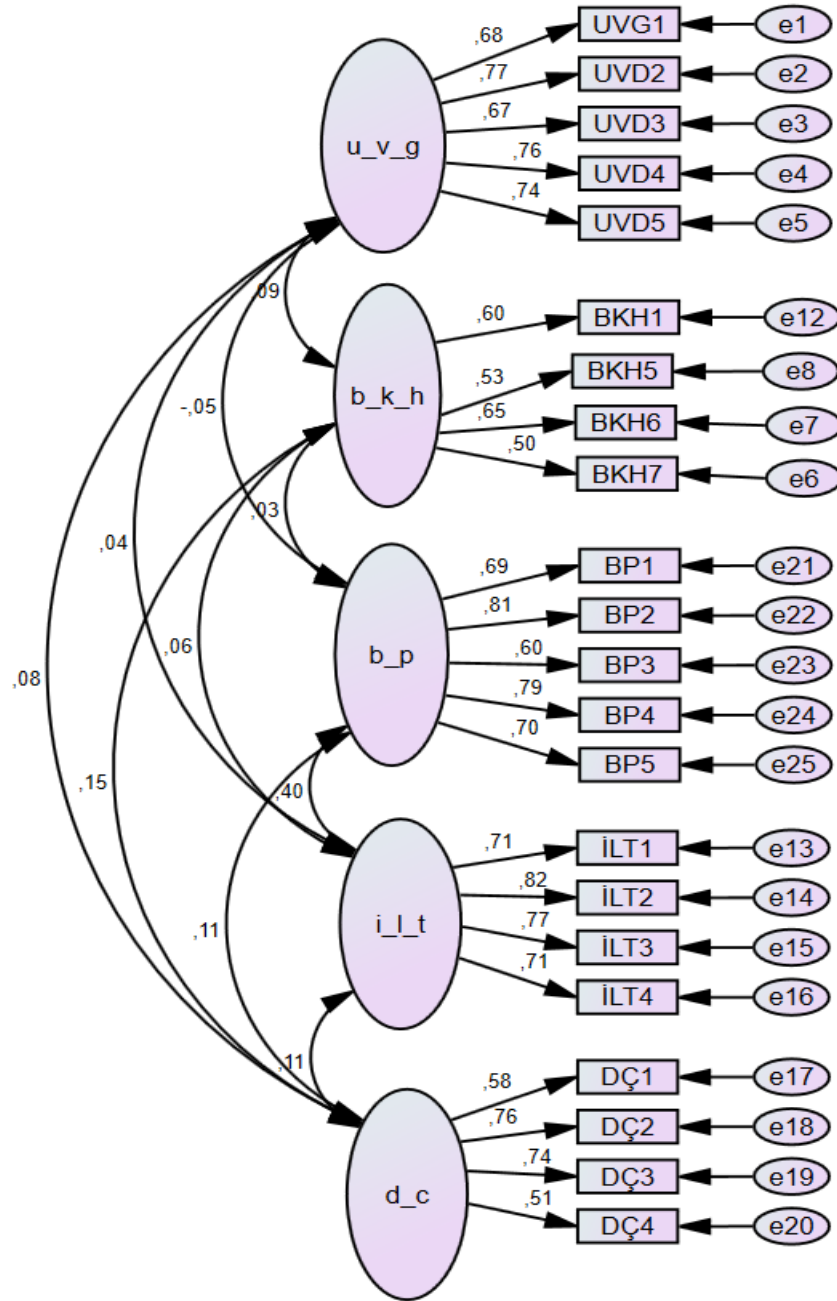 ,68 UVG1 e1
,77 UVD2 e2
u_v_g ,67 UVD3 e3
,76 UVD4 e4
,74 UVD5 e5
,09
,60 BKH1 e12
b_k_h ,53 BKH5 e8
-,05 ,65 BKH6 e7
,50 BKH7 e6
,03
,04
,69 BP1 e21
,81 BP2 e22
b_p ,60 BP3 e23
,06
,08 ,79 BP4 e24
,70 BP5 e25
,15 ,40
,71 İLT1 e13
,82 İLT2 e14
i_l_t ,77 İLT3 e15
,11
,71 İLT4 e16
,11
,58 DÇ1 e17
,76 DÇ2 e18
d_c ,74 DÇ3 e19
,51 DÇ4 e20